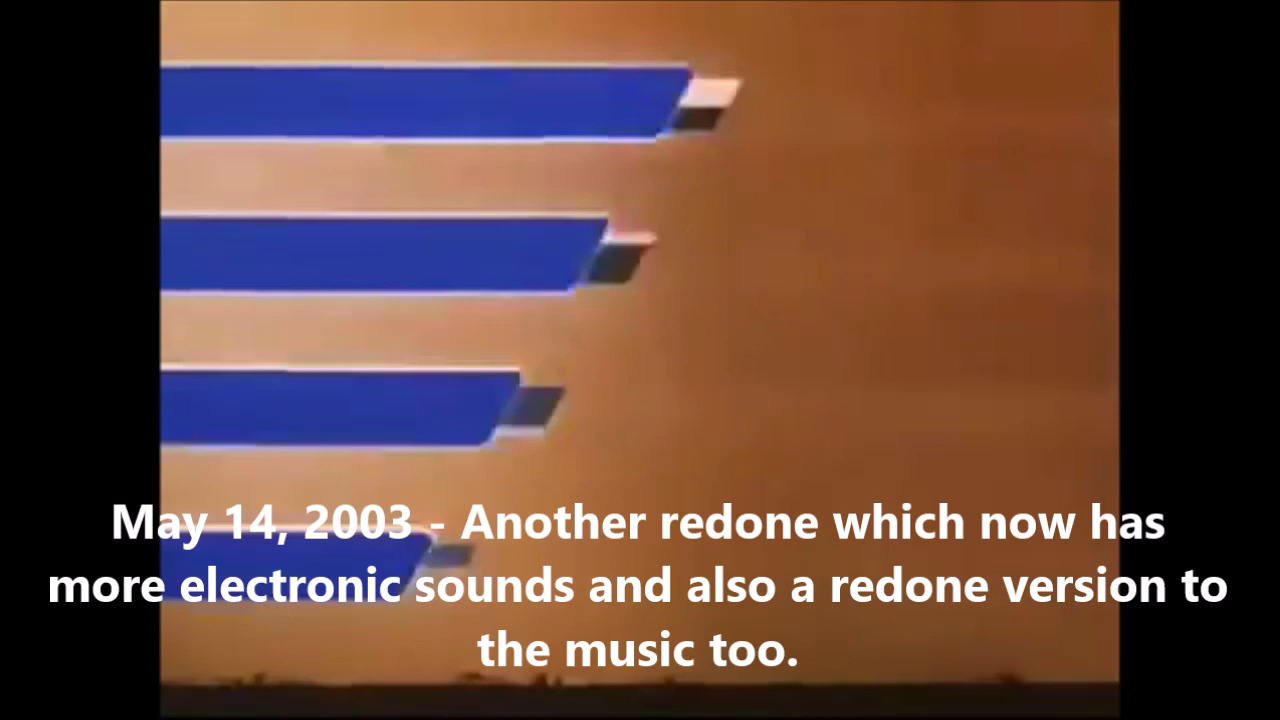 May 14, 2003 - Another redone which now has
more electronic sounds and also a redone version to
the music too.